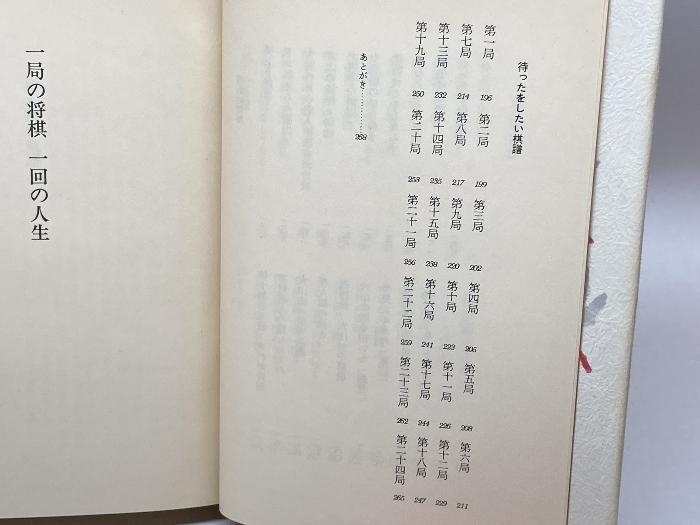 待ったをしたい棋譜
第一局 196 第二局 199 第三局 202 第四局 205 第五局 208 第六局 211
第七局 214 第八局 217 第九局 220 第十局 223 第十一局 226 第十二局 229
第十三局 232 第十四局 235 第十五局 238 第十六局 241 第十七局 244 第十八局 247
第十九局 250 第二十局 253 第二十一局 256 第二十二局 259 第二十三局 262 第二十四局 265
あとがき…………268
一局の将棋 一回の人生